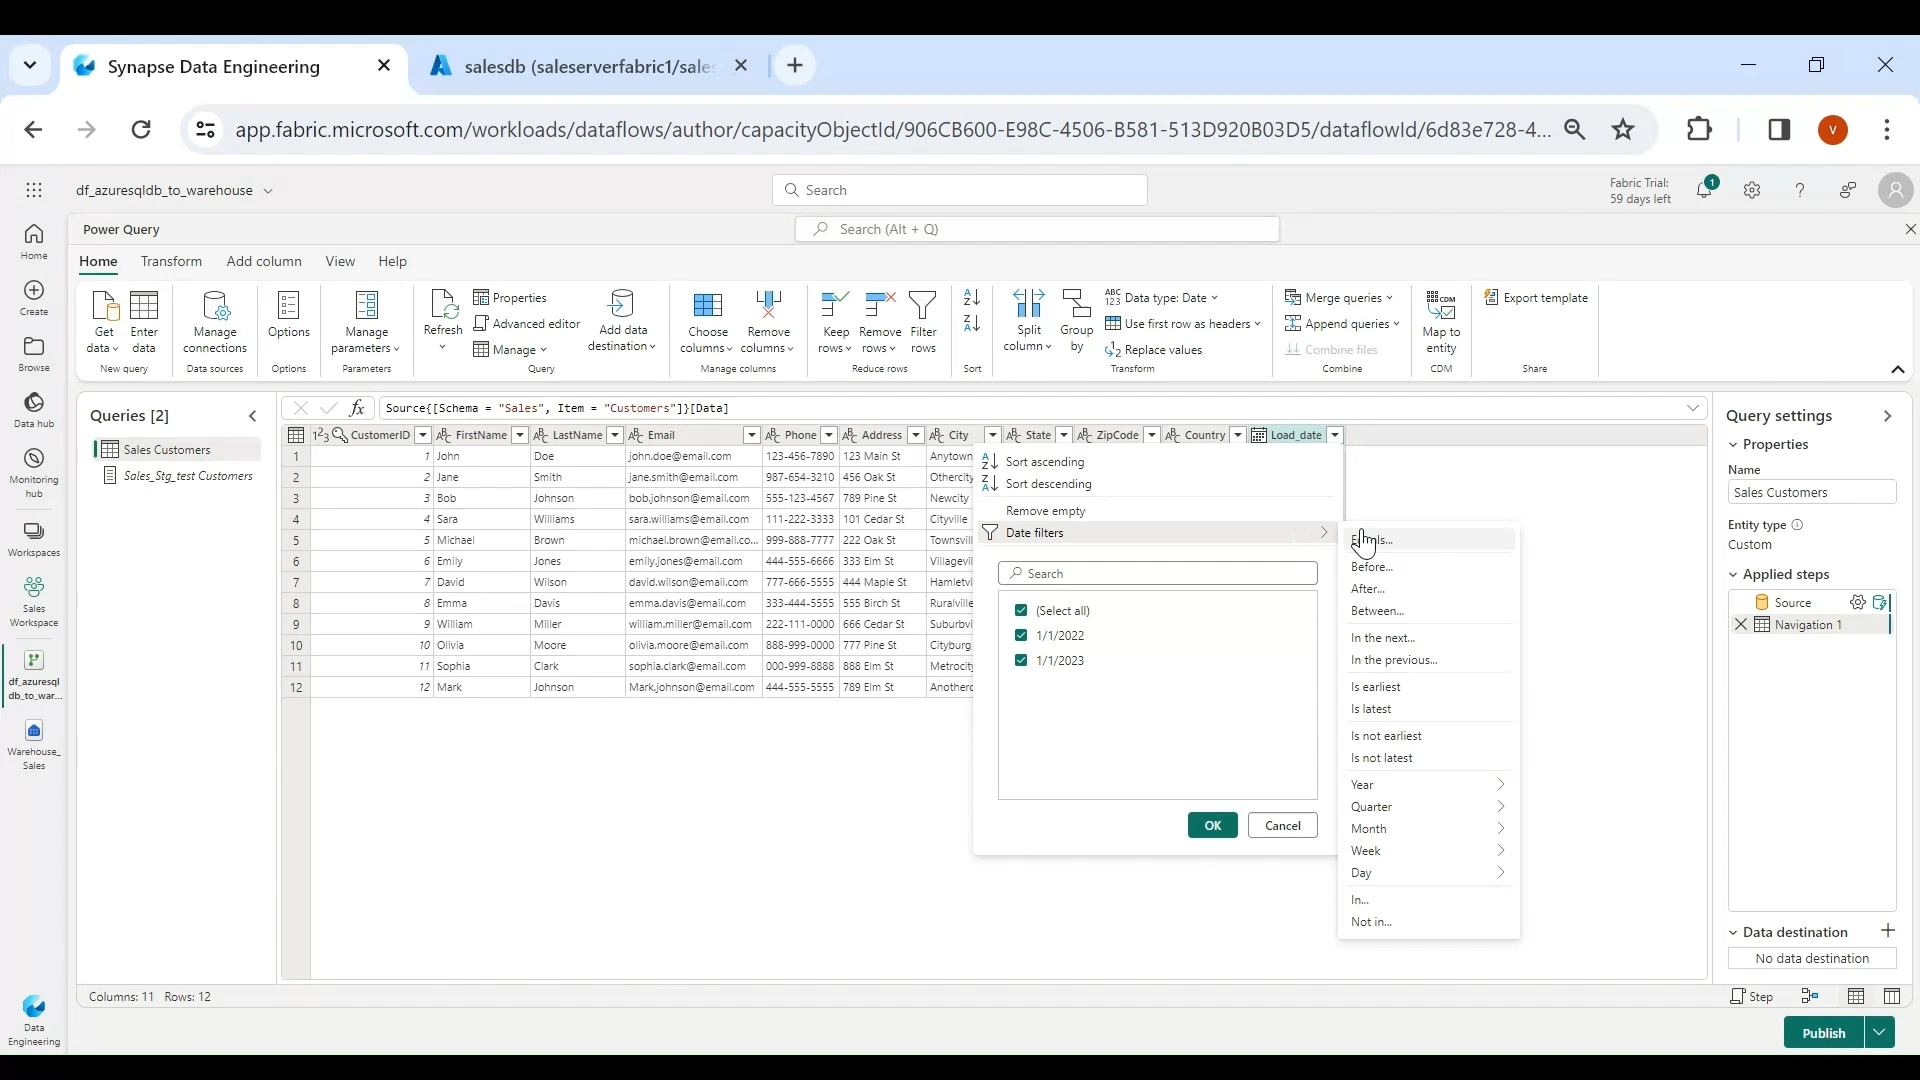 Synapse Data Engineering
salesdb (saleserverfabric1/sales
app.fabric.microsoft.com/workloads/dataflows/author/capacityObjectId/906CB600-E98C-4506-B581-513D920B03D5/dataflowId/6d83e728-4...
V
df_azuresqldb_to_warehouse
Search
Fabric Trial:
59 days left
1
Power Query
Search (Alt + Q)
Home Transform Add column View Help
Get data
Enter data
New query
Manage connections
Data sources
Options
Options
Manage parameters
Parameters
Refresh
Properties
Advanced editor
Manage
Add data destination
Query
Choose columns
Remove columns
Manage columns
Keep rows
Remove rows
Filter rows
Reduce rows
Sort
Split column
Group by
Data type: Date
Use first row as headers
Replace values
Transform
Merge queries
Append queries
Combine files
Combine
Map to entity
CDM
Export template
Share
Home
Create
Browse
Data hub
Monitoring hub
Workspaces
Sales Workspace
df_azuresql
db_to_war...
Warehouse_
Sales
Data Engineering
Queries [2]
Sales Customers
Sales_Stg_test Customers
Source{[Schema = "Sales", Item = "Customers"]}[Data]
CustomerID FirstName LastName Email Phone Address City State ZipCode Country Load_date
1 1 John Doe john.doe@email.com 123-456-7890 123 Main St Anytown
2 2 Jane Smith jane.smith@email.com 987-654-3210 456 Oak St Othercity
3 3 Bob Johnson bob.johnson@email.com 555-123-4567 789 Pine St Newcity
4 4 Sara Williams sara.williams@email.com 111-222-3333 101 Cedar St Cityville
5 5 Michael Brown michael.brown@email.co... 999-888-7777 222 Oak St Townsvill
6 6 Emily Jones emily.jones@email.com 444-555-6666 333 Elm St Villagevil
7 7 David Wilson david.wilson@email.com 777-666-5555 444 Maple St Hamletvi
8 8 Emma Davis emma.davis@email.com 333-444-5555 555 Birch St Ruralville
9 9 William Miller william.miller@email.com 222-111-0000 666 Cedar St Suburbvi
10 10 Olivia Moore olivia.moore@email.com 888-999-0000 777 Pine St Cityburg
11 11 Sophia Clark sophia.clark@email.com 000-999-8888 888 Elm St Metrocity
12 12 Mark Johnson Mark.johnson@email.com 444-555-5555 789 Elm St Anotherc
Sort ascending
Sort descending
Remove empty
Date filters
Search
(Select all)
1/1/2022
1/1/2023
OK Cancel
Before...
After...
Between...
In the next...
In the previous...
Is earliest
Is latest
Is not earliest
Is not latest
Year
Quarter
Month
Week
Day
In...
Not in...
Query settings
Properties
Name
Sales Customers
Entity type
Custom
Applied steps
Source
Navigation 1
Data destination
No data destination
Columns: 11 Rows: 12
Step
Publish